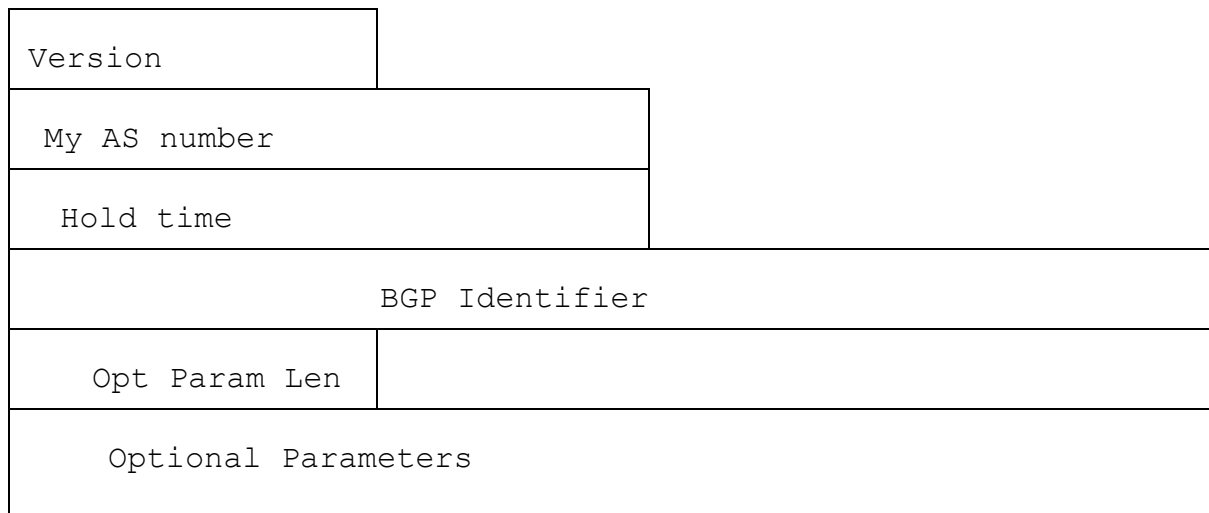 Version
My AS number
Hold time
BGP Identifier
Opt Param Len
Optional Parameters